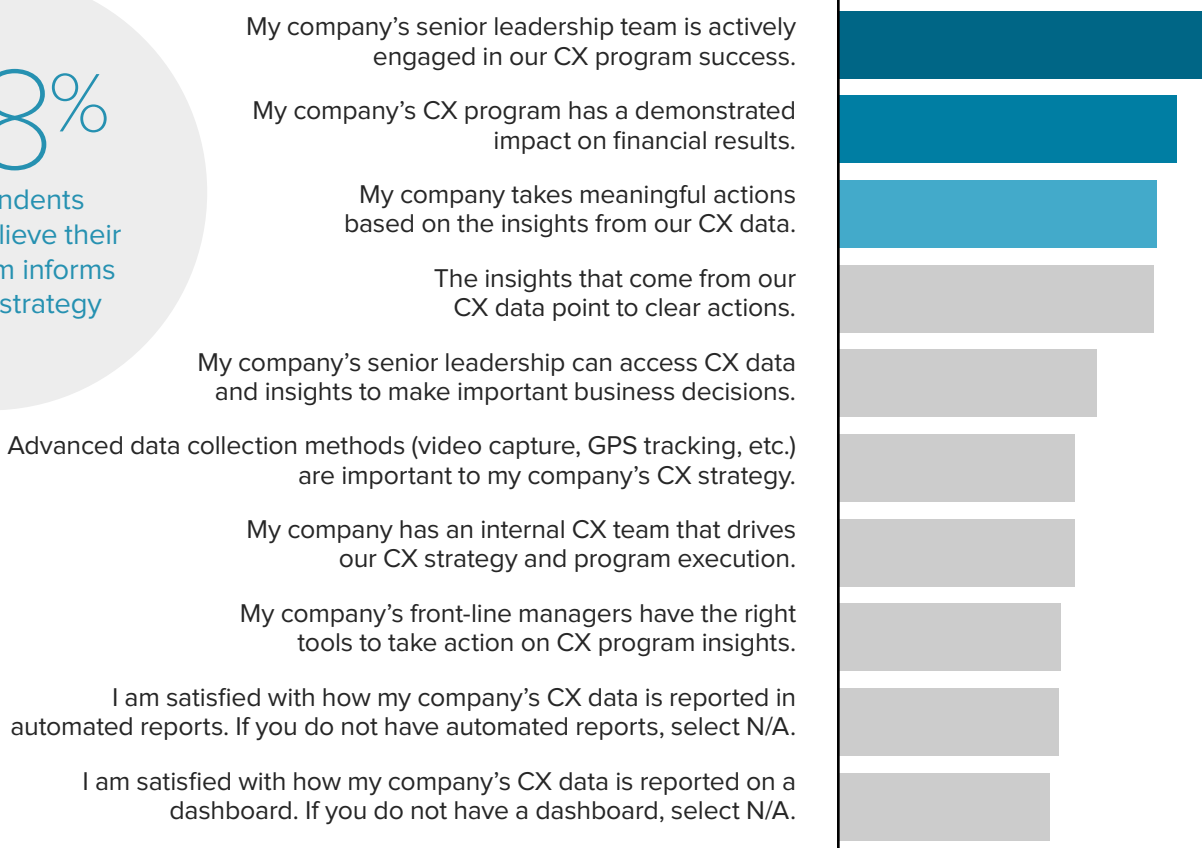 My company’s senior leadership team is actively
engaged in our CX program success.
8%
ndents
lieve their
m informs
strategy
My company’s CX program has a demonstrated
impact on financial results.
My company takes meaningful actions
based on the insights from our CX data.
The insights that come from our
CX data point to clear actions.
My company’s senior leadership can access CX data
and insights to make important business decisions.
Advanced data collection methods (video capture, GPS tracking, etc.)
are important to my company’s CX strategy.
My company has an internal CX team that drives
our CX strategy and program execution.
My company’s front-line managers have the right
tools to take action on CX program insights.
I am satisfied with how my company’s CX data is reported in
automated reports. If you do not have automated reports, select N/A.
I am satisfied with how my company’s CX data is reported on a
dashboard. If you do not have a dashboard, select N/A.